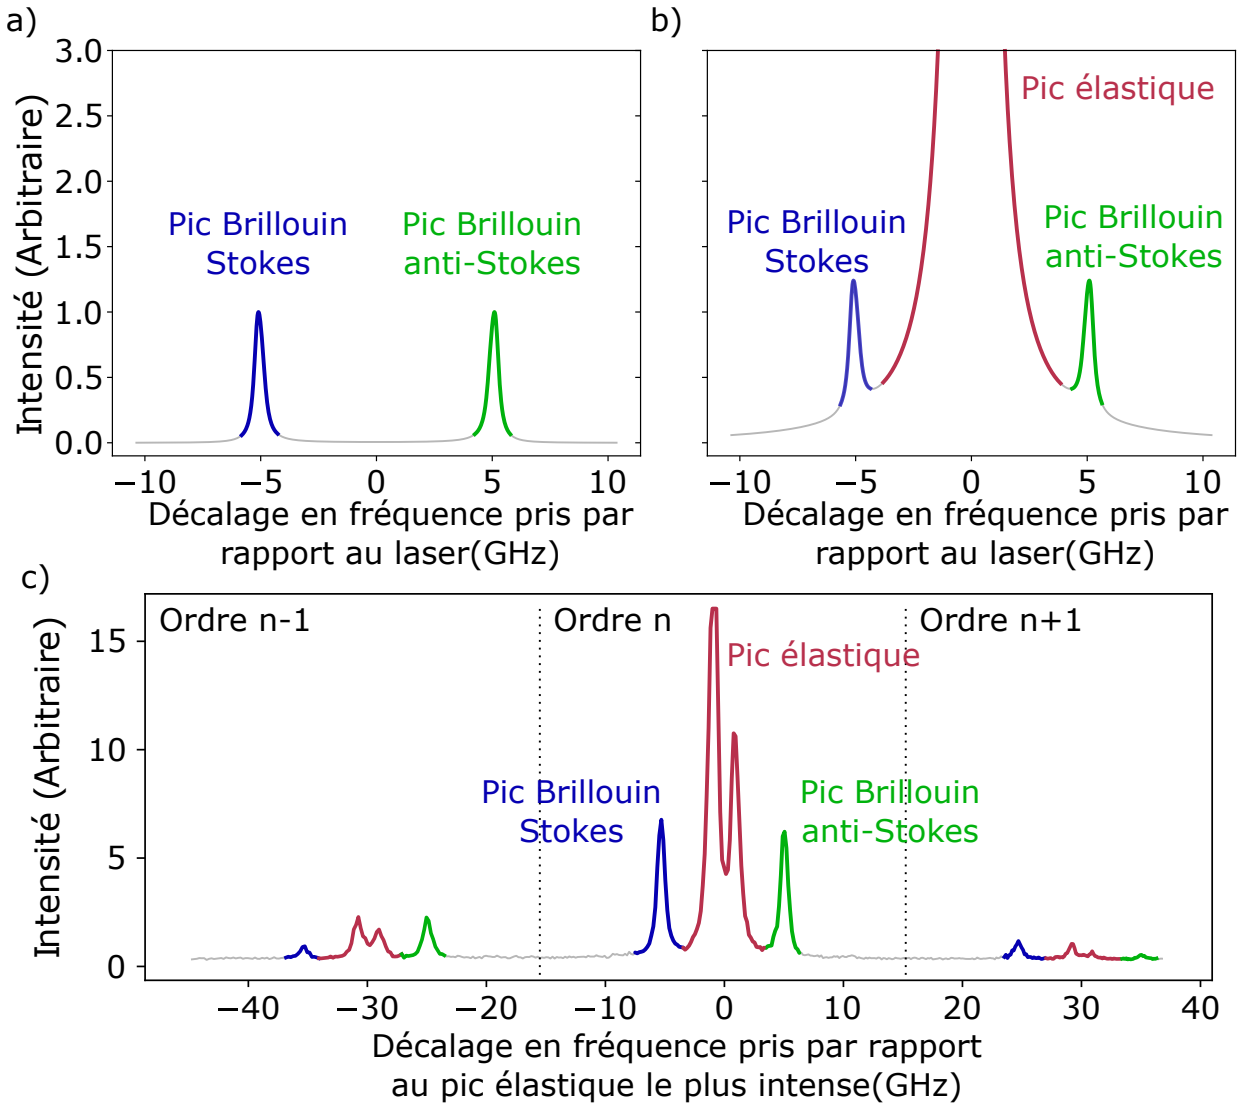 a)
3.0
2.5
2.0
1.5
1.0
0.5
0.0
Intensité (Arbitraire)
Pic Brillouin
Stokes
Pic Brillouin
anti-Stokes
−10 −5 0 5 10
Décalage en fréquence pris par
rapport au laser(GHz)
b)
Pic élastique
Pic Brillouin
Stokes
Pic Brillouin
anti-Stokes
−10 −5 0 5 10
Décalage en fréquence pris par
rapport au laser(GHz)
c)
Ordre n-1 Ordre n Ordre n+1
15
10
5
0
Intensité (Arbitraire)
Pic élastique
Pic Brillouin
Stokes
Pic Brillouin
anti-Stokes
−40 −30 −20 −10 0 10 20 30 40
Décalage en fréquence pris par rapport
au pic élastique le plus intense(GHz)